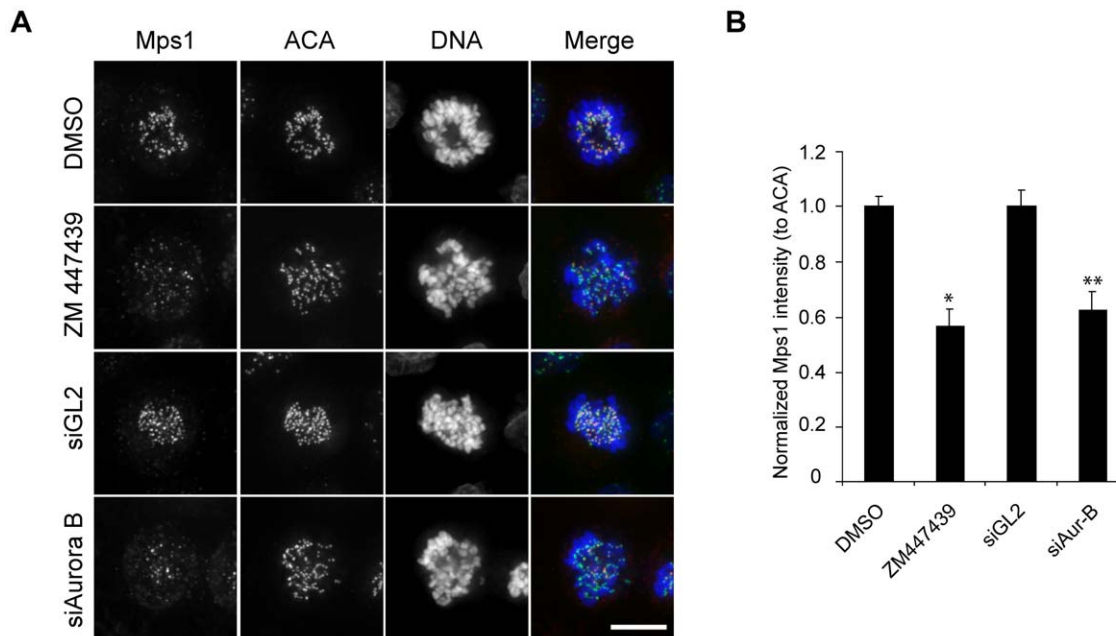 A
Mps1 ACA DNA Merge
DMSO
ZM 447439
siGL2
siAurora B
B
Normalized Mps1 intensity (to ACA)
1.2
1.0
0.8
0.6
0.4
0.2
0
*
**
DMSO
ZM447439
siGL2
siAur-B